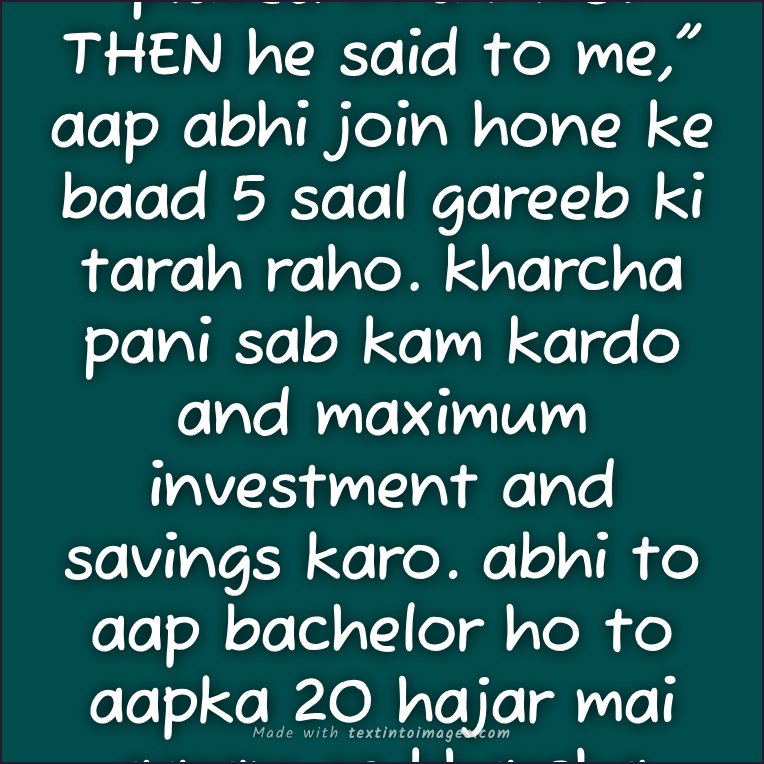 THEN he said to me,”
aap abhi join hone ke
baad 5 saal gareeb ki
tarah raho. kharcha
pani sab kam kardo
and maximum
investment and
savings karo. abhi to
aap bachelor ho to
aapka 20 hajar mai
Made with textintoimages.com